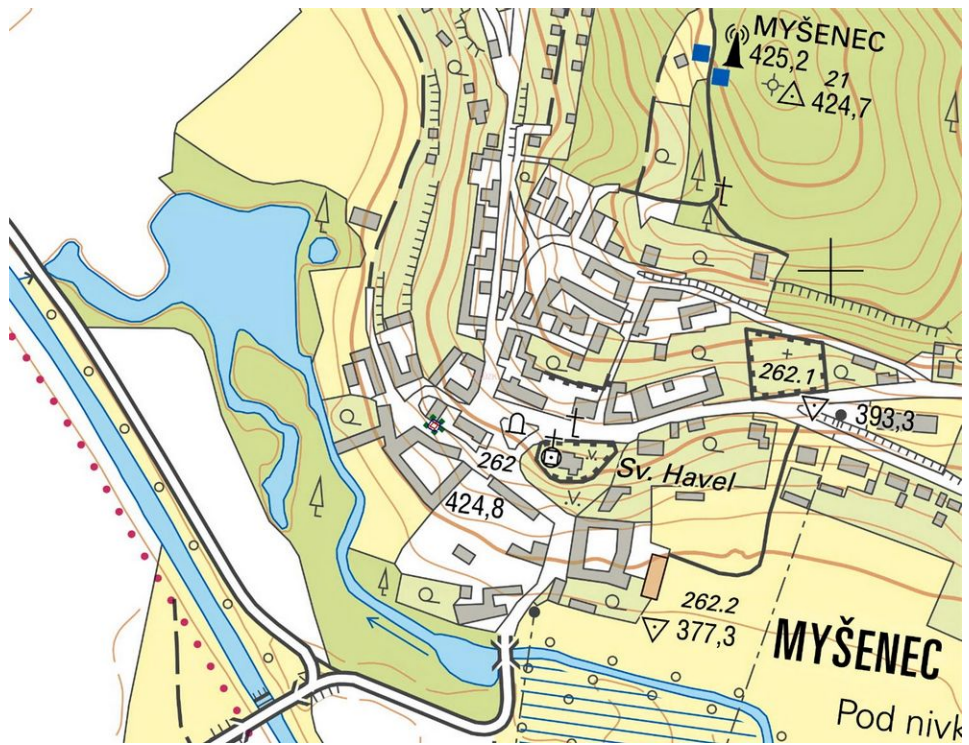 MYŠENEC
425,2
21
424,7
262.1
393,3
262
Sv. Havel
424,8
262.2
377,3
MYŠENEC
Pod nivk